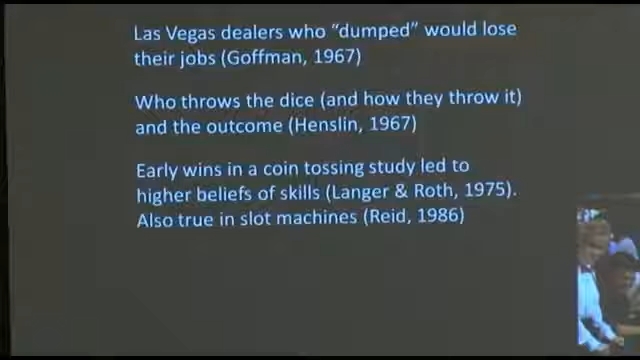 Las Vegas dealers who “dumped” would lose
their jobs (Goffman, 1967)
Who throws the dice (and how they throw it)
and the outcome (Henslin, 1967)
Early wins in a coin tossing study led to
higher beliefs of skills (Langer & Roth, 1975).
Also true in slot machines (Reid, 1986)